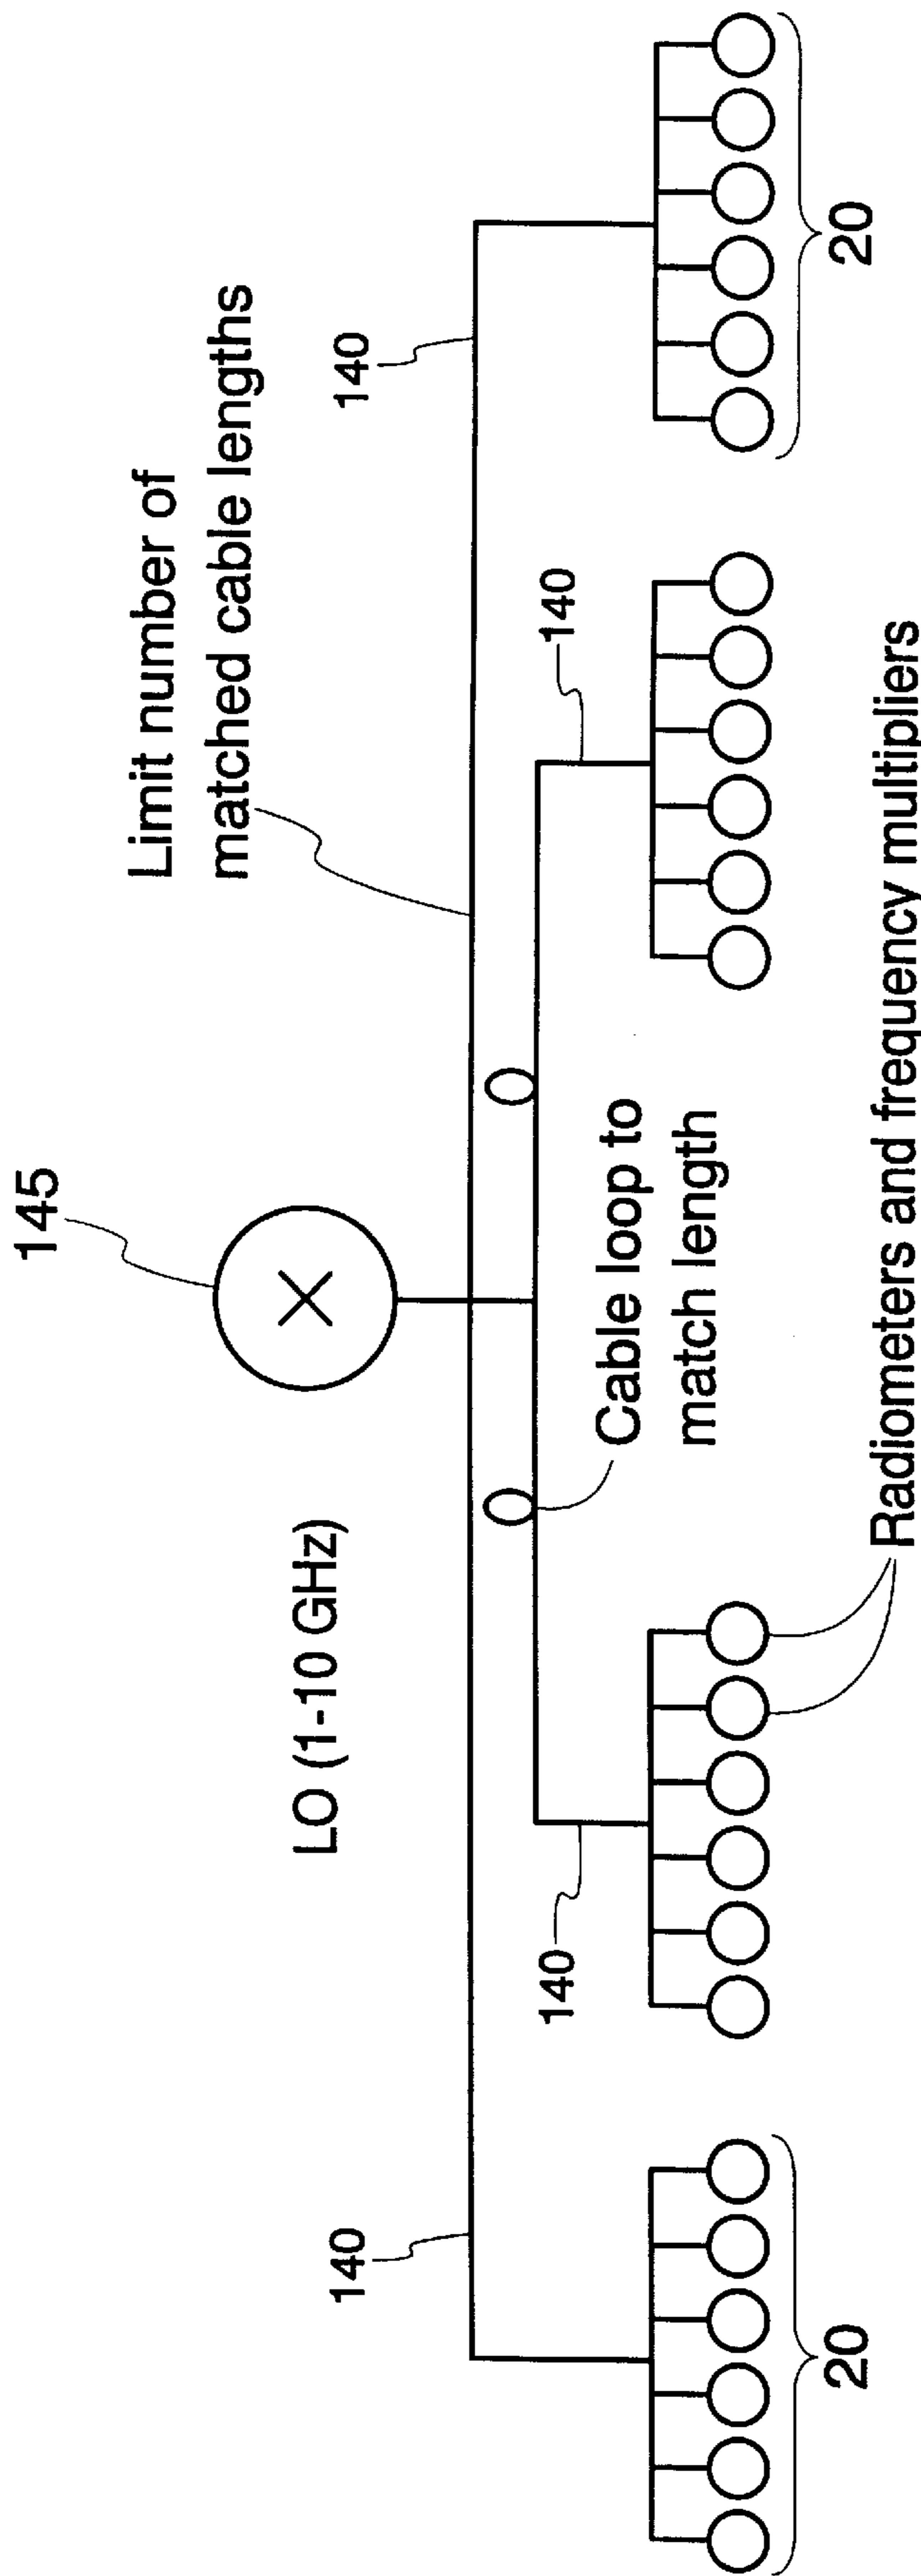 145
Limit number of
matched cable lengths
LO (1-10 GHz)
140
140
Cable loop to
match length
140
140
20
20
Radiometers and frequency multipliers